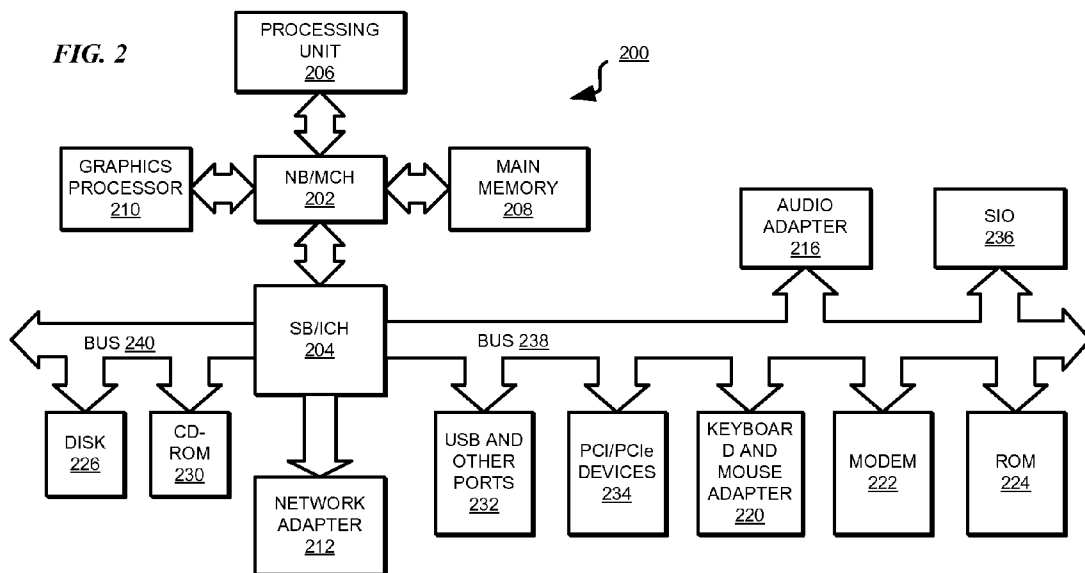 FIG. 2
PROCESSING
UNIT
206
200
GRAPHICS
PROCESSOR
210
NB/MCH
202
MAIN
MEMORY
208
AUDIO
ADAPTER
216
SIO
236
SB/ICH
204
BUS 240
BUS 238
DISK
226
CD-
ROM
230
USB AND
OTHER
PORTS
232
PCI/PCIe
DEVICES
234
KEYBOAR
D AND
MOUSE
ADAPTER
220
MODEM
222
ROM
224
NETWORK
ADAPTER
212